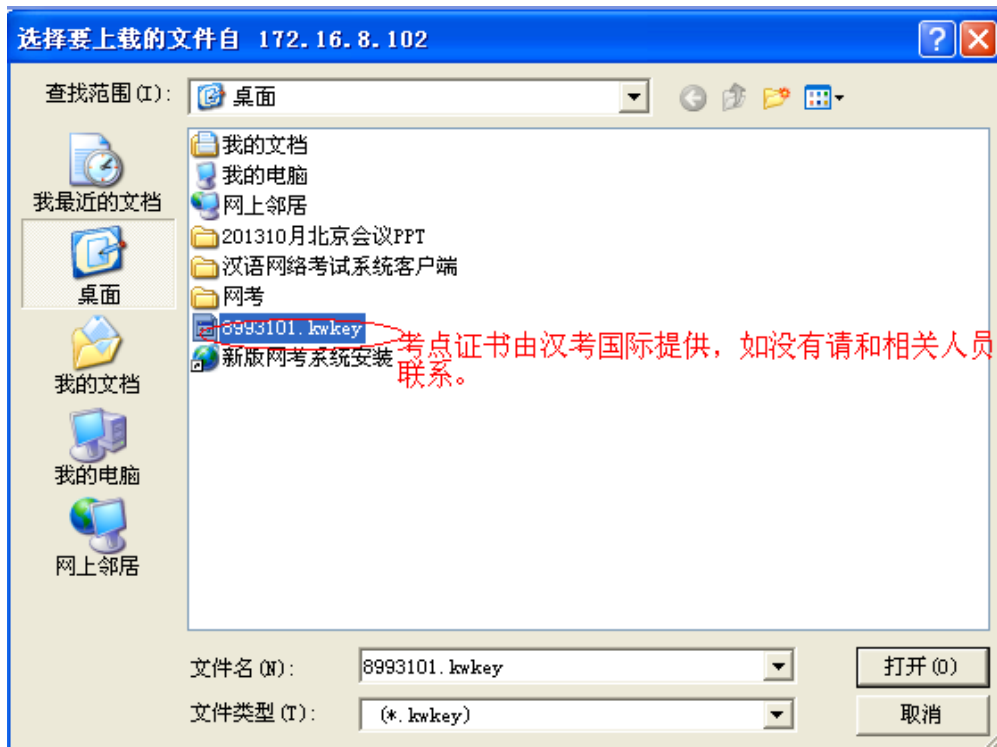 选择要上载的文件自 172.16.8.102
查找范围(I):
桌面
我最近的文档
桌面
我的文档
我的电脑
网上邻居
我的文档
我的电脑
网上邻居
201310月北京会议PPT
汉语网络考试系统客户端
网考
8993101.kwkey
新版网考系统安装
考点证书由汉考国际提供，如没有请和相关人员
联系。
文件名(N):
8993101.kwkey
打开(O)
文件类型(T):
(*.kwkey)
取消